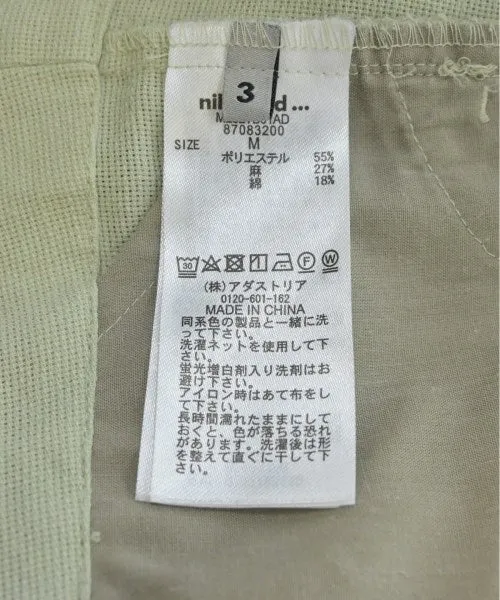 3
87083200
SIZE M
ポリエステル 55%
麻 27%
綿 18%
30
(株)アダストリア
0120-601-162
MADE IN CHINA
同系色の製品と一緒に洗
って下さい。
洗濯ネットを使用して下
さい。
蛍光増白剤入り洗剤はお
避け下さい。
アイロン時はあて布をし
て下さい。
長時間濡れたままにして
おくと、色が落ちる恐れ
があります。洗濯後は形
を整えて直ぐに干して下
さい。